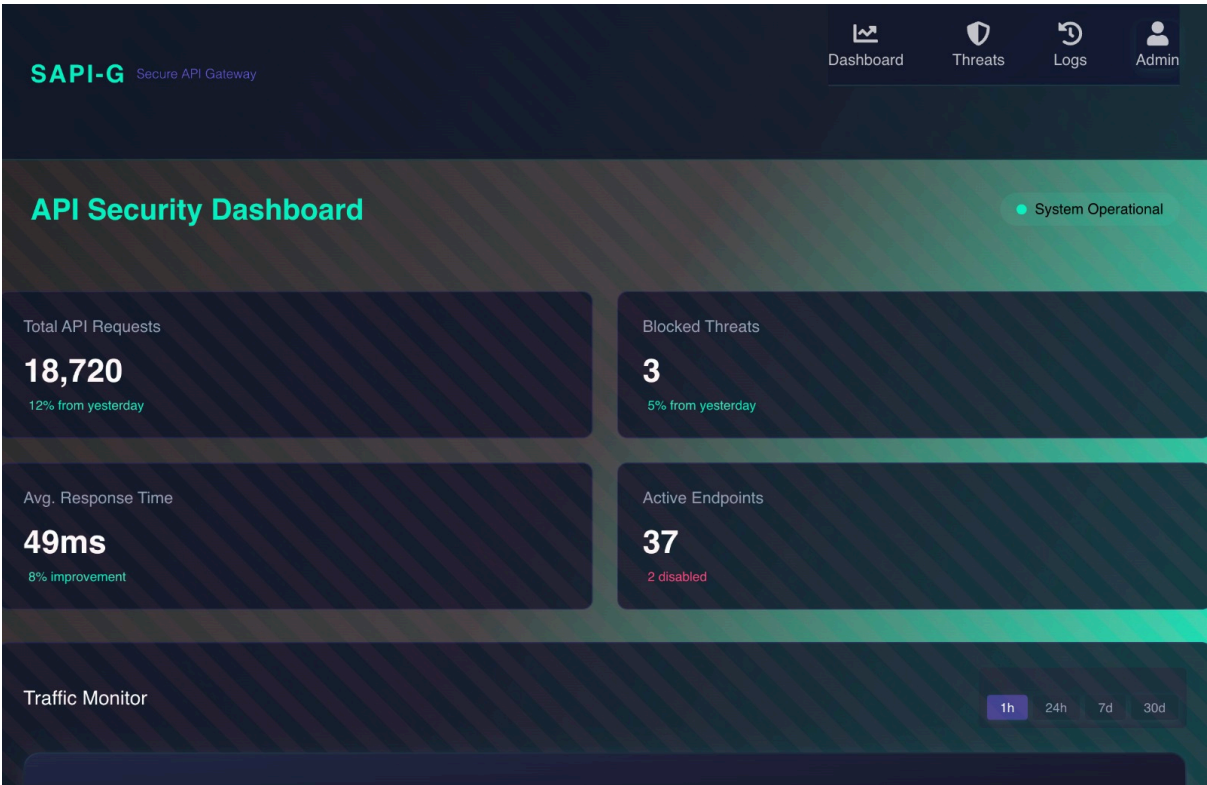 SAPI-G Secure API Gateway
Dashboard Threats Logs Admin
API Security Dashboard
System Operational
Total API Requests
18,720
12% from yesterday
Blocked Threats
3
5% from yesterday
Avg. Response Time
49ms
8% improvement
Active Endpoints
37
2 disabled
Traffic Monitor
1h 24h 7d 30d